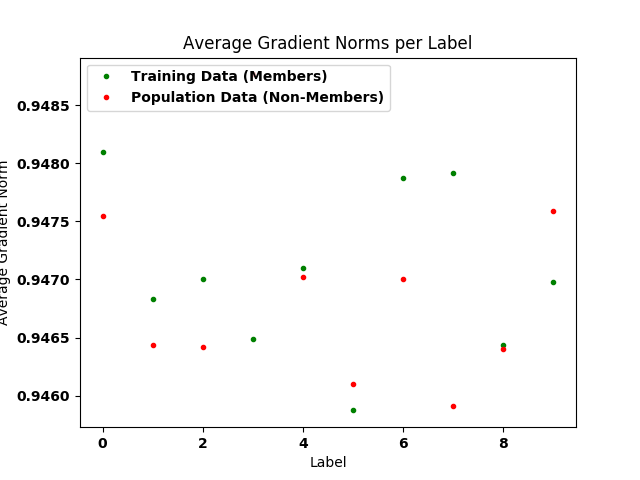 Average Gradient Norms per Label
Training Data (Members)
Population Data (Non-Members)
0.9485
0.9480
0.9475
0.9470
0.9465
0.9460
Average Gradient Norm
0 2 4 6 8
Label